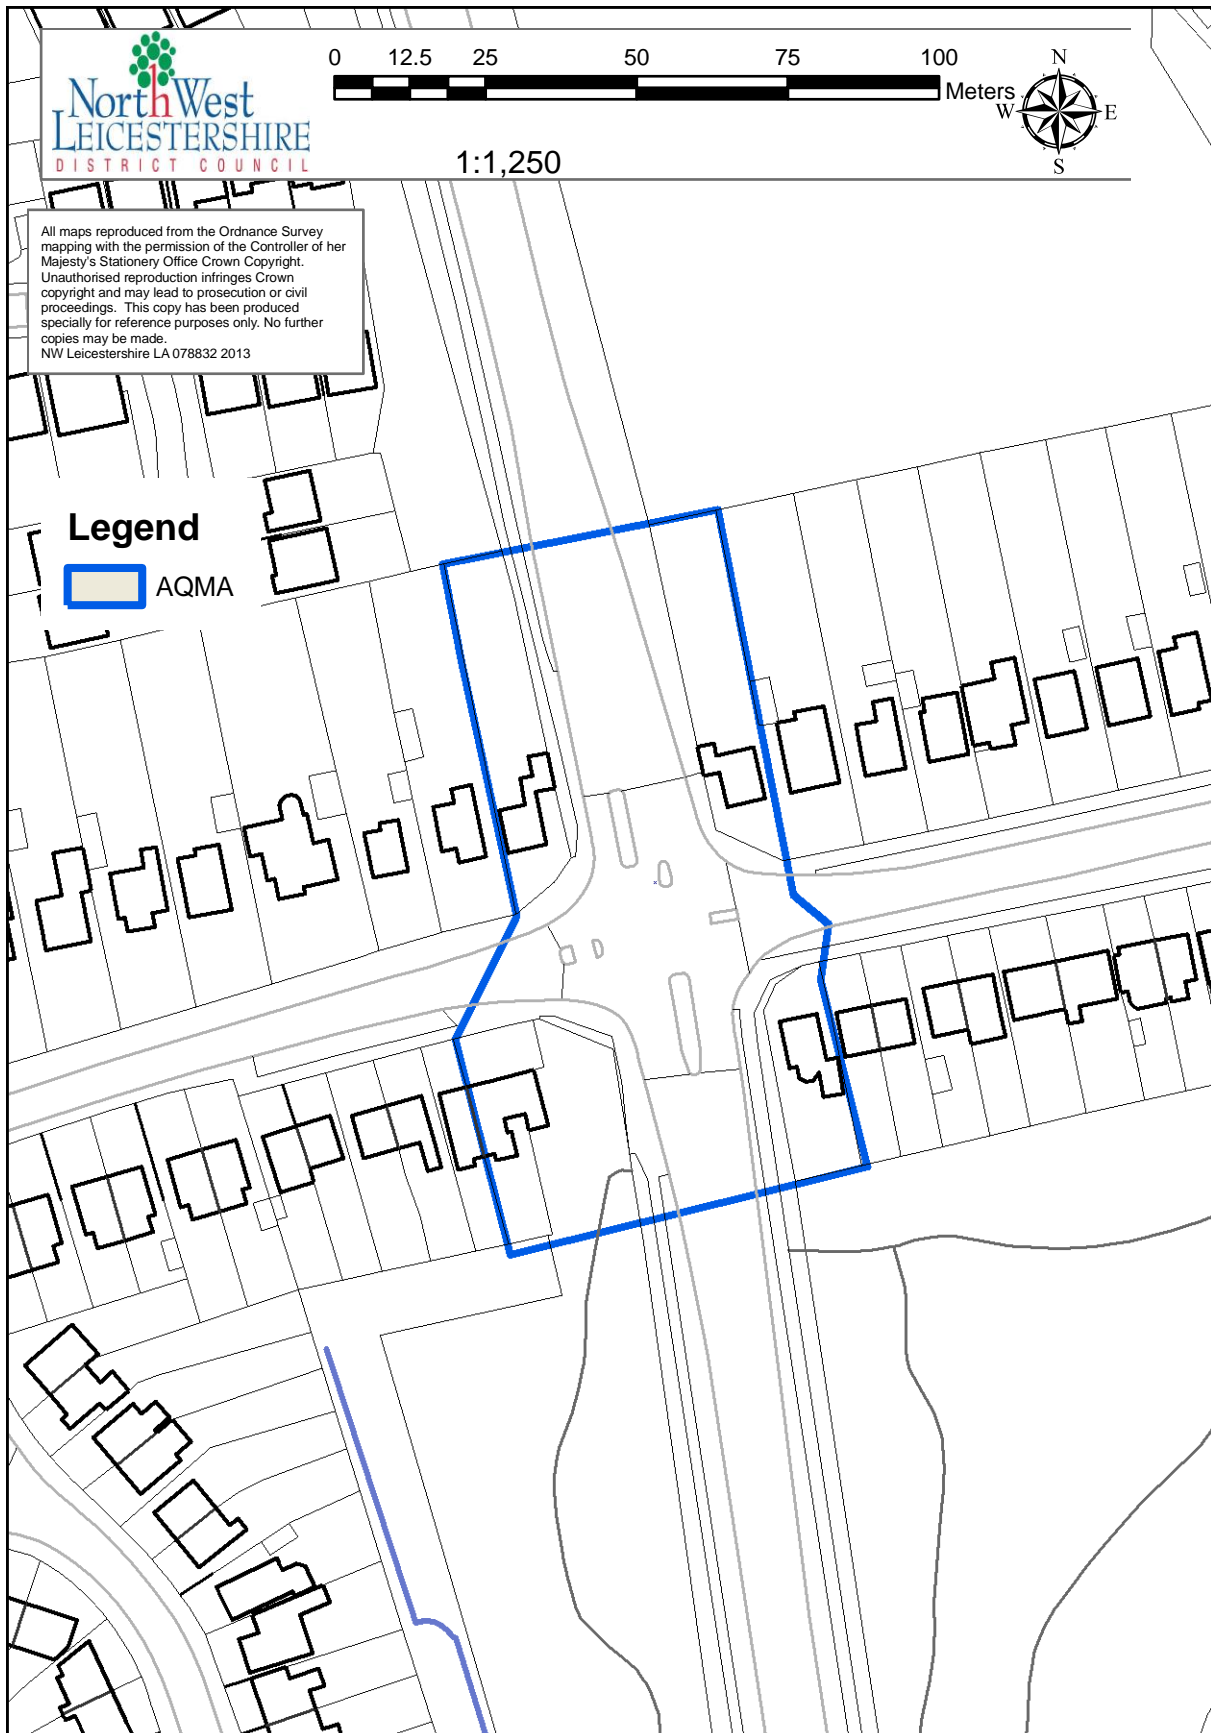 NorthWest
LEICESTERSHIRE
DISTRICT COUNCIL
0 12.5 25 50 75 100
Meters
N
W E
S
1:1,250
All maps reproduced from the Ordnance Survey
mapping with the permission of the Controller of her
Majesty's Stationery Office Crown Copyright.
Unauthorised reproduction infringes Crown
copyright and may lead to prosecution or civil
proceedings. This copy has been produced
specially for reference purposes only. No further
copies may be made.
NW Leicestershire LA 078832 2013
Legend
AQMA